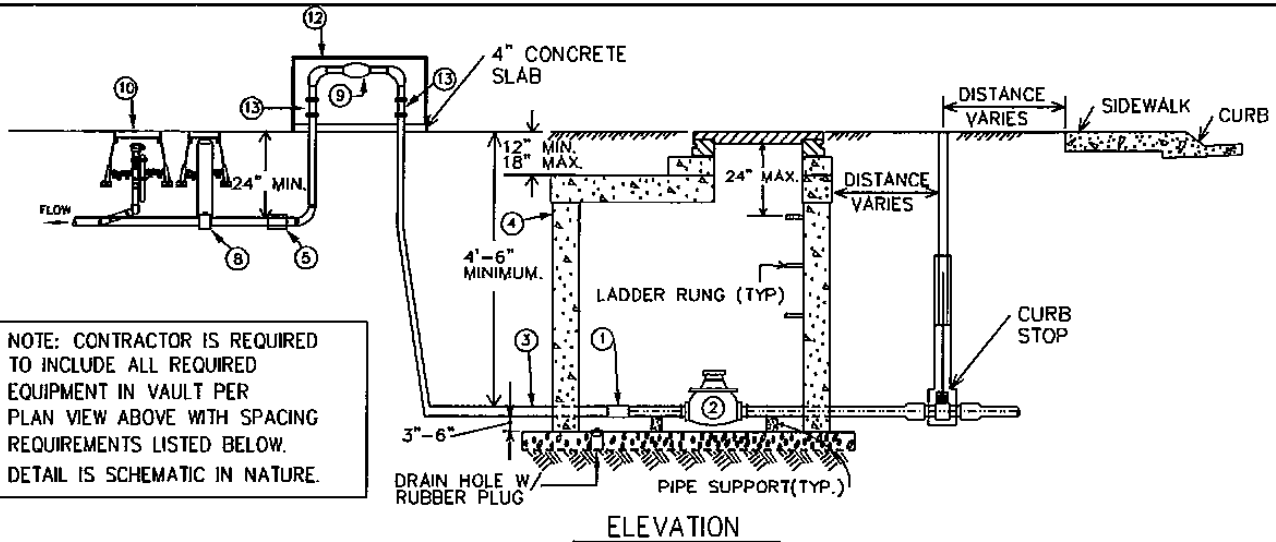 12
4" CONCRETE
SLAB
10
13
9
13
DISTANCE
VARIES
SIDEWALK
CURB
12" MIN.
18" MAX.
24" MIN.
24" MAX.
DISTANCE
VARIES
FLOW
4
8
5
4'-6"
MINIMUM.
LADDER RUNG (TYP)
CURB
STOP
NOTE: CONTRACTOR IS REQUIRED
TO INCLUDE ALL REQUIRED
EQUIPMENT IN VAULT PER
PLAN VIEW ABOVE WITH SPACING
REQUIREMENTS LISTED BELOW.
DETAIL IS SCHEMATIC IN NATURE.
3
1
2
3"-6"
DRAIN HOLE W/
RUBBER PLUG
PIPE SUPPORT(TYP.)
ELEVATION